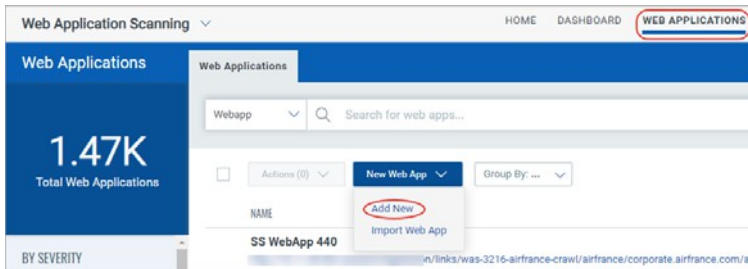 Web Application Scanning
HOME DASHBOARD WEB APPLICATIONS
Web Applications
Web Applications
Webapp
Search for web apps...
1.47K
Total Web Applications
Actions (0)
New Web App
Group By: ...
Add New
Import Web App
NAME
SS WebApp 440
n/links/was-3216-airfrance-crawl/airfrance/corporate.airfrance.com/a
BY SEVERITY